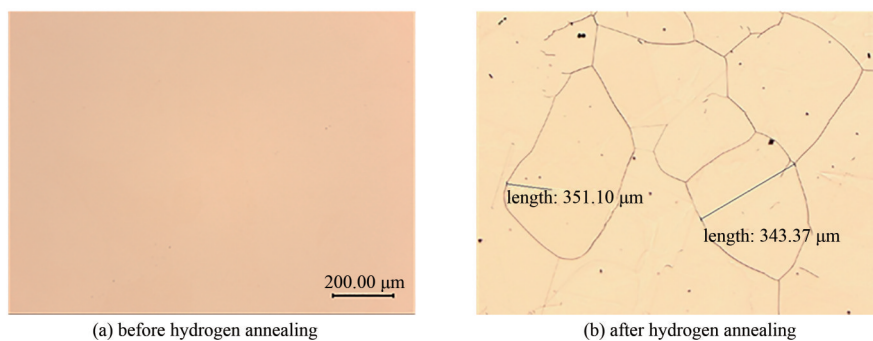 200.00 μm
length: 351.10 μm
length: 343.37 μm
(a) before hydrogen annealing
(b) after hydrogen annealing